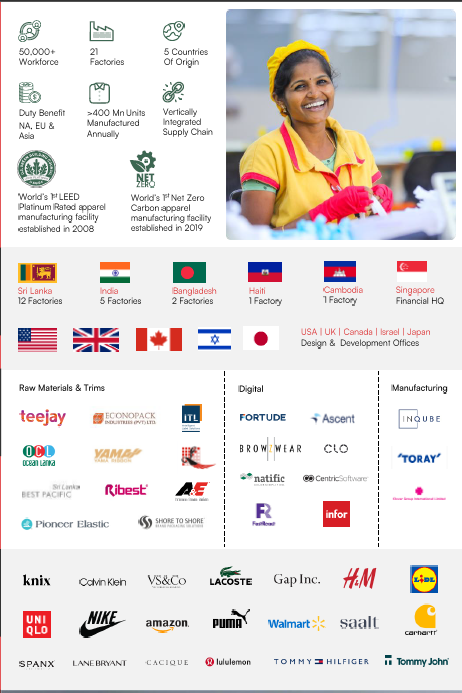 50,000+
Workforce
21
Factories
5 Countries
Of Origin
Duty Benefit
NA, EU &
Asia
>400 Mn Units
Manufactured
Annually
Vertically
Integrated
Supply Chain
NET
ZERO
World's 1st LEED
Platinum Rated apparel
manufacturing facility
established in 2008
World's 1st Net Zero
Carbon apparel
manufacturing facility
established in 2019
Sri Lanka
12 Factories
India
5 Factories
Bangladesh
2 Factories
Haiti
1 Factory
Cambodia
1 Factory
Singapore
Financial HQ
USA | UK | Canada | Israel | Japan
Design & Development Offices
Raw Materials & Trims
Digital
Manufacturing
teejay
ECONOPACK
INDUSTRIES (PVT) LTD.
ITL
FORTUDE
Ascent
INQUBE
OCL
OCEAN LANKA
YAMA
BROWZWEAR
CLO
'TORAY'
Sri Lanka
BEST PACIFIC
Ribest
A&E
natific
CentricSoftware
Pioneer Elastic
SHORE TO SHORE
FastReact
infor
knix
Calvin Klein
VS&Co
LACOSTE
Gap Inc.
H&M
LIDL
UNI
QLO
NIKE
amazon
PUMA
Walmart
saalt
carhartt
SPANX
LANE BRYANT
CACIQUE
lululemon
TOMMY HILFIGER
Tommy John